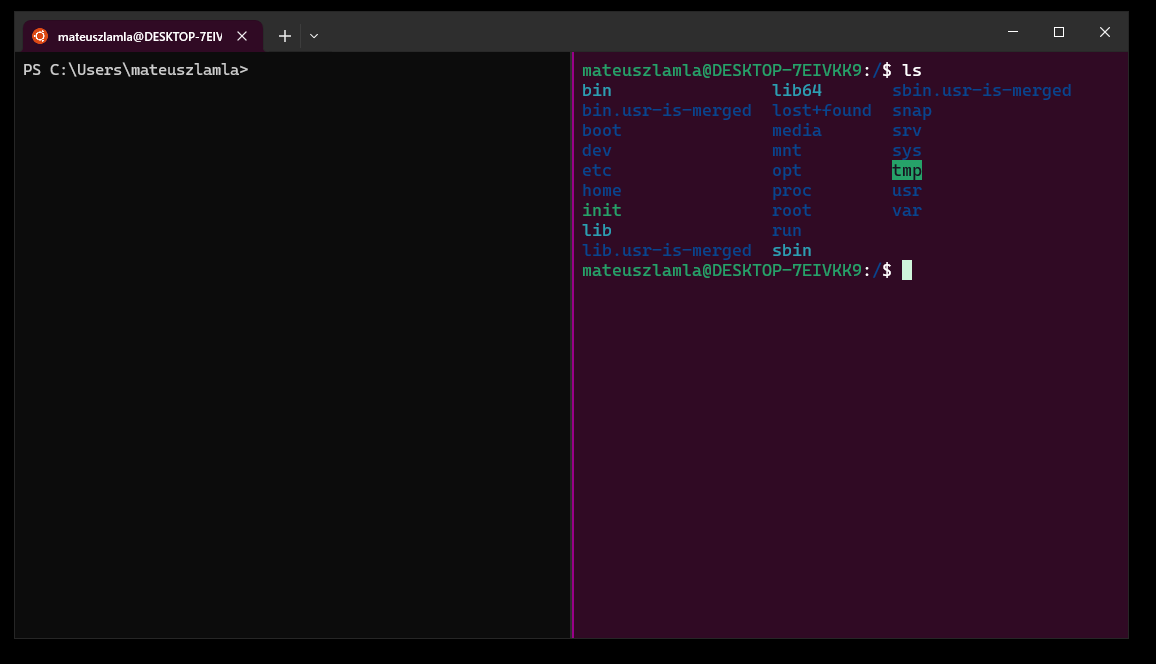 mateuszlamla@DESKTOP-7EIV
PS C:\Users\mateuszlamla>
mateuszlamla@DESKTOP-7EIVKK9:/$ ls
bin lib64 sbin.usr-is-merged
bin.usr-is-merged lost+found snap
boot media srv
dev mnt sys
etc opt tmp
home proc usr
init root var
lib run
lib.usr-is-merged sbin
mateuszlamla@DESKTOP-7EIVKK9:/$